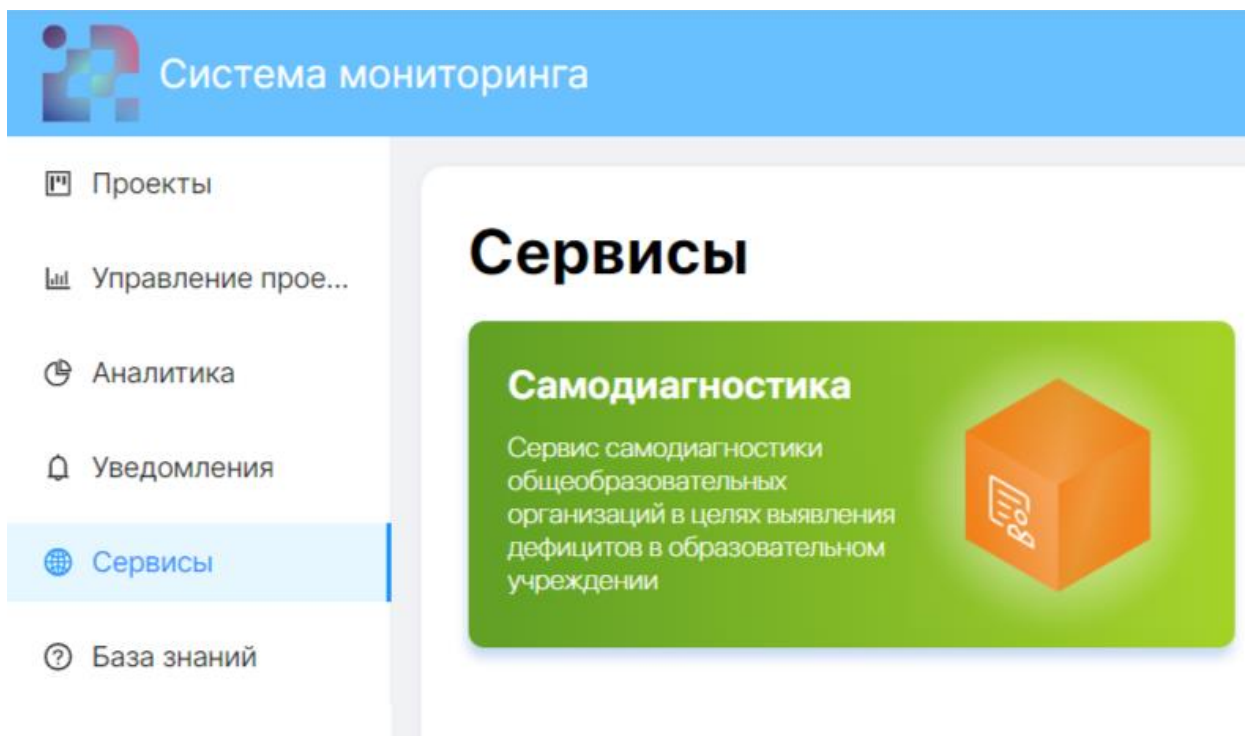 Система мониторинга
Проекты
Управление прое...
Аналитика
Уведомления
Сервисы
База знаний
Сервисы
Самодиагностика
Сервис самодиагностики
общеобразовательных
организаций в целях выявления
дефицитов в образовательном
учреждении